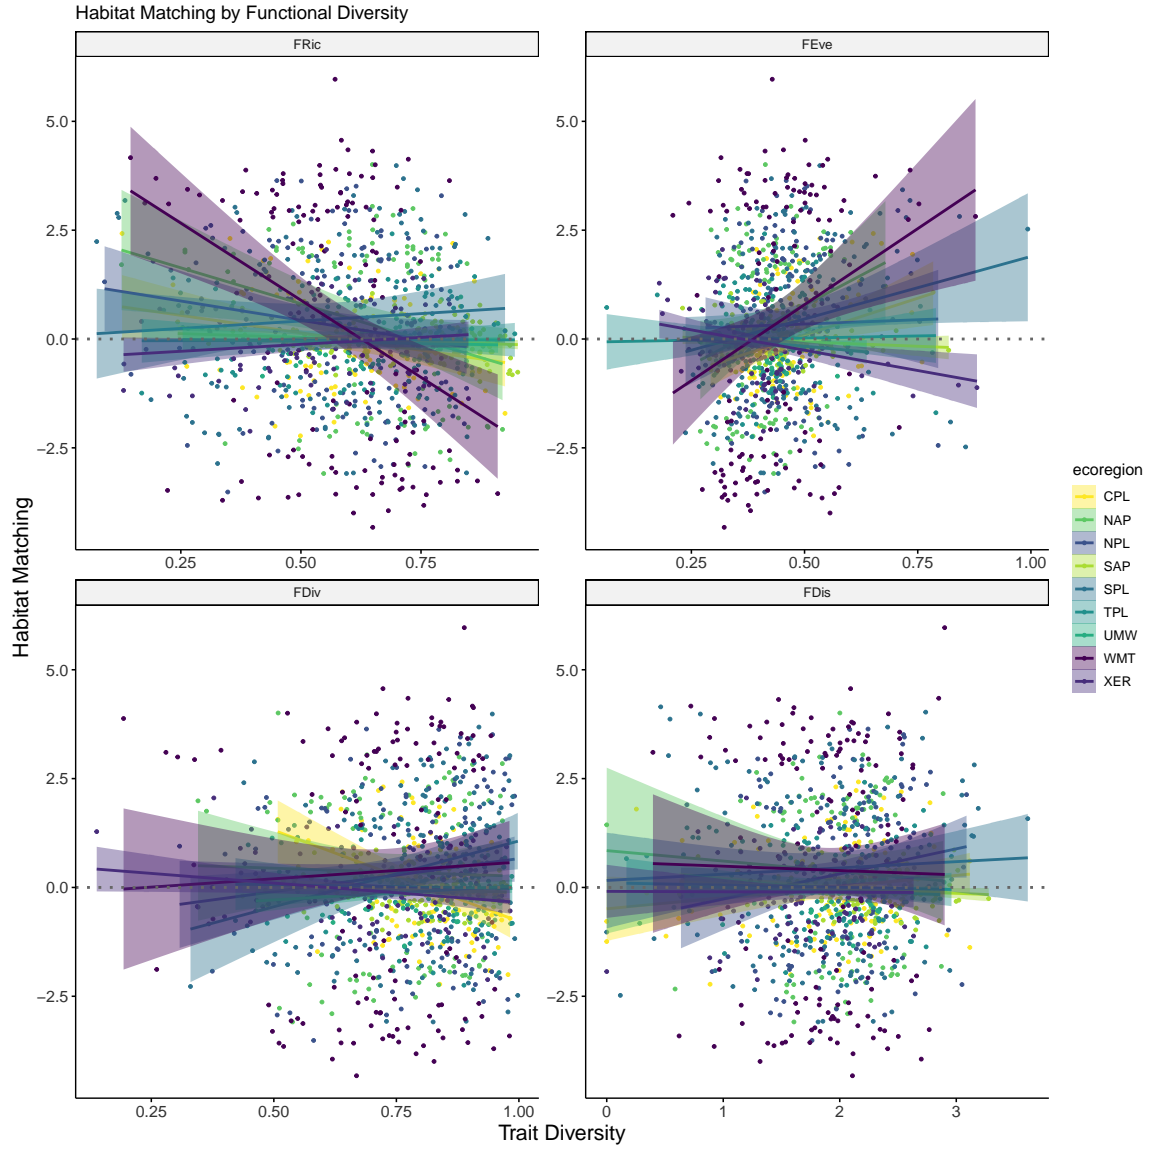 Habitat Matching by Functional Diversity
FRic
FEve
5.0
2.5
0.0
−2.5
0.25
0.50
0.75
5.0
2.5
0.0
−2.5
0.25
0.50
0.75
1.00
FDiv
FDis
5.0
2.5
0.0
−2.5
0.25
0.50
0.75
1.00
5.0
2.5
0.0
−2.5
0
1
2
3
Trait Diversity
Habitat Matching
ecoregion
CPL
NAP
NPL
SAP
SPL
TPL
UMW
WMT
XER